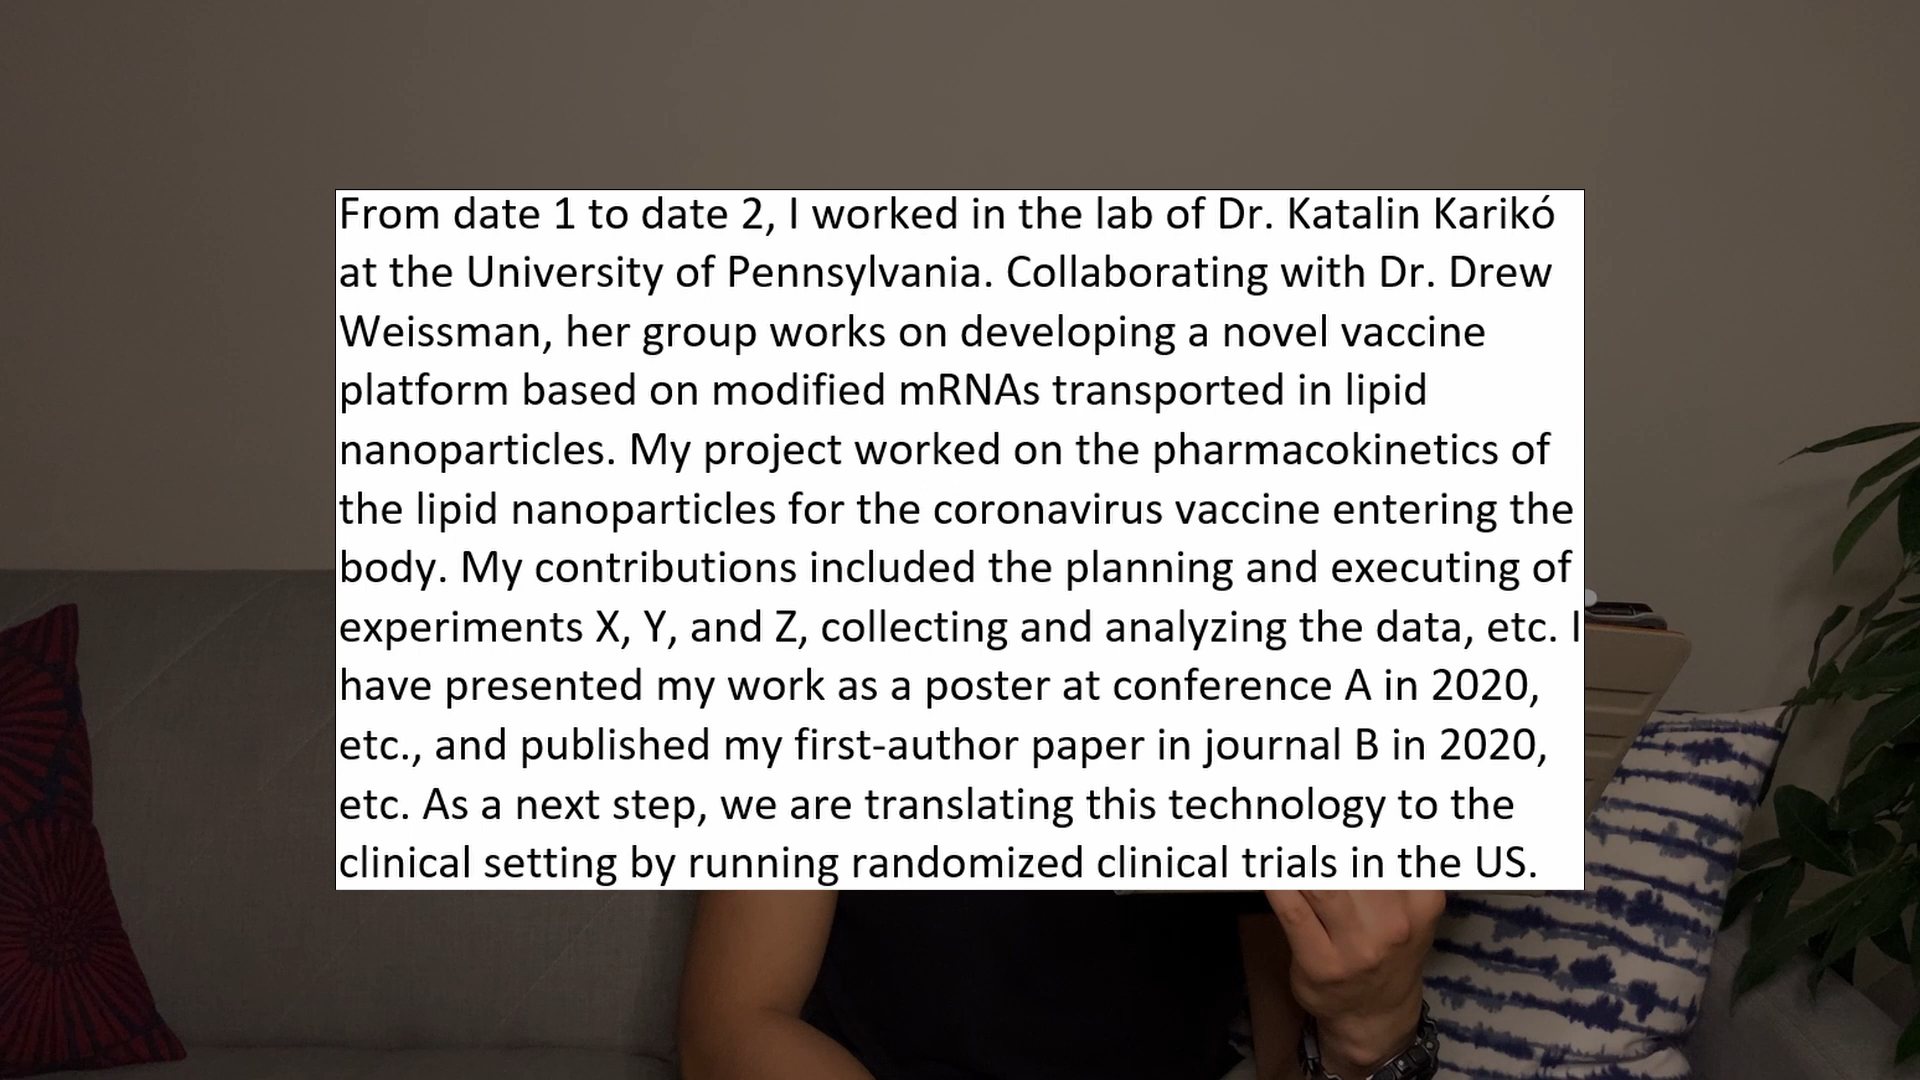 From date 1 to date 2, I worked in the lab of Dr. Katalin Karikó
at the University of Pennsylvania. Collaborating with Dr. Drew
Weissman, her group works on developing a novel vaccine
platform based on modified mRNAs transported in lipid
nanoparticles. My project worked on the pharmacokinetics of
the lipid nanoparticles for the coronavirus vaccine entering the
body. My contributions included the planning and executing of
experiments X, Y, and Z, collecting and analyzing the data, etc. I
have presented my work as a poster at conference A in 2020,
etc., and published my first-author paper in journal B in 2020,
etc. As a next step, we are translating this technology to the
clinical setting by running randomized clinical trials in the US.